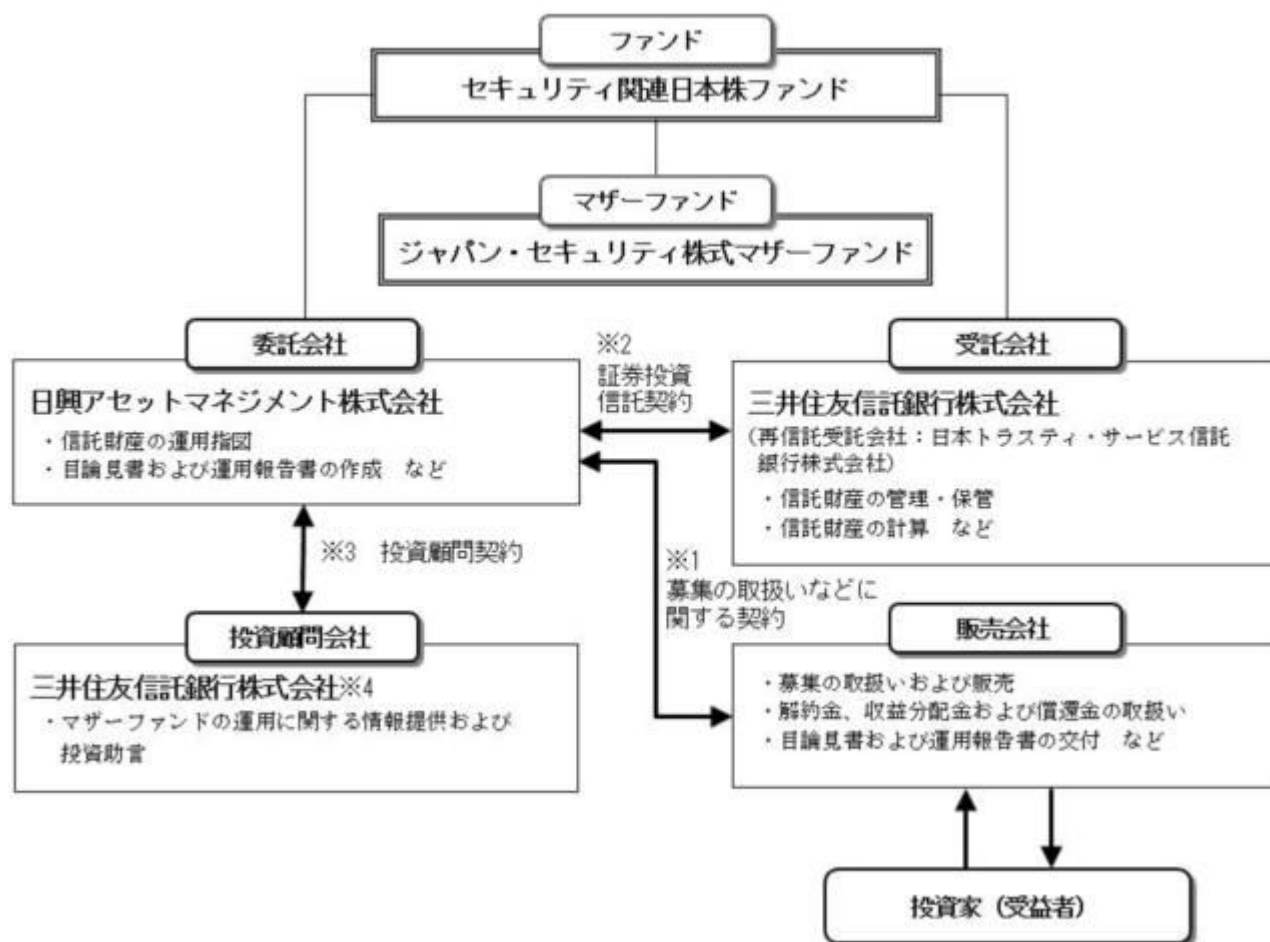 ファンド
セキュリティ関連日本株ファンド
マザーファンド
ジャパン・セキュリティ株式マザーファンド
委託会社
日興アセットマネジメント株式会社
・信託財産の運用指図
・目論見書および運用報告書の作成　など
※2
証券投資
信託契約
受託会社
三井住友信託銀行株式会社
(再信託受託会社：日本トラスティ・サービス信託
銀行株式会社)
・信託財産の管理・保管
・信託財産の計算　など
※3　投資顧問契約
※1
募集の取扱いなどに
関する契約
投資顧問会社
三井住友信託銀行株式会社※4
・マザーファンドの運用に関する情報提供および
投資助言
販売会社
・募集の取扱いおよび販売
・解約金、収益分配金および償還金の取扱い
・目論見書および運用報告書の交付　など
投資家（受益者）